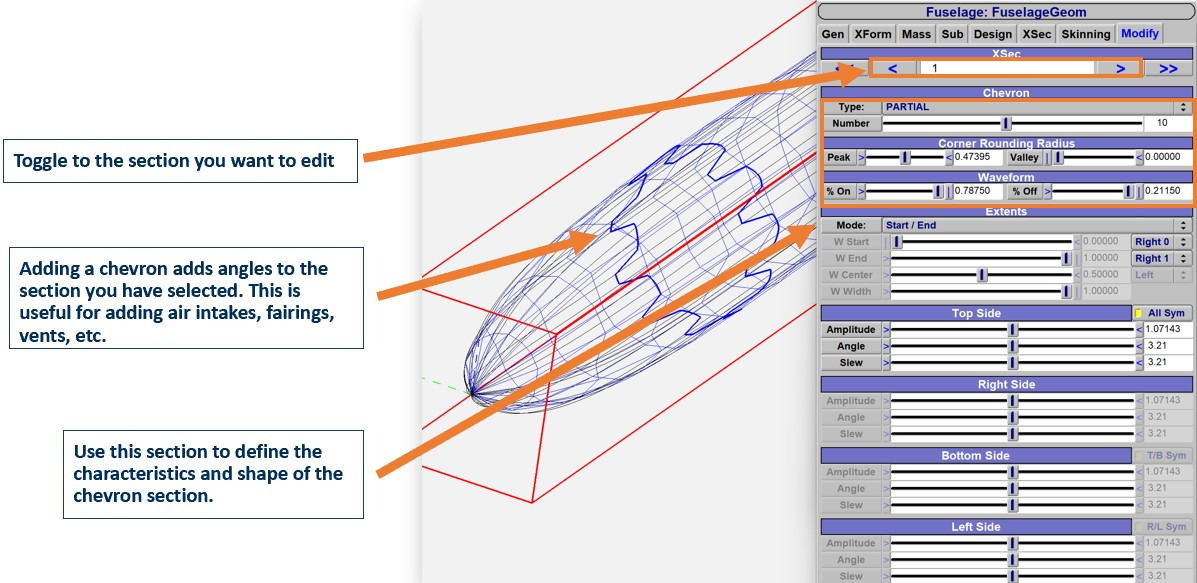 Fuselage: FuselageGeom
Gen XForm Mass Sub Design XSec Skinning Modify
XSec
< 1 > >>
Chevron
Type: PARTIAL
Number 10
Corner Rounding Radius
Peak > < 0.47395 Valley | < 0.00000
Waveform
% On > | 0.78750 % Off > | 0.21150
Extents
Mode: Start / End
W Start | < 0.00000 Right 0
W End > | 1.00000 Right 1
W Center > < 0.50000 Left
W Width > | 1.00000
Top Side All Sym
Amplitude > < 1.07143
Angle > < 3.21
Slew > < 3.21
Right Side
Amplitude > < 1.07143
Angle > < 3.21
Slew > < 3.21
Bottom Side T/B Sym
Amplitude > < 1.07143
Angle > < 3.21
Slew > < 3.21
Left Side R/L Sym
Amplitude > < 1.07143
Angle > < 3.21
Slew > < 3.21
Toggle to the section you want to edit
Adding a chevron adds angles to the
section you have selected. This is
useful for adding air intakes, fairings,
vents, etc.
Use this section to define the
characteristics and shape of the
chevron section.